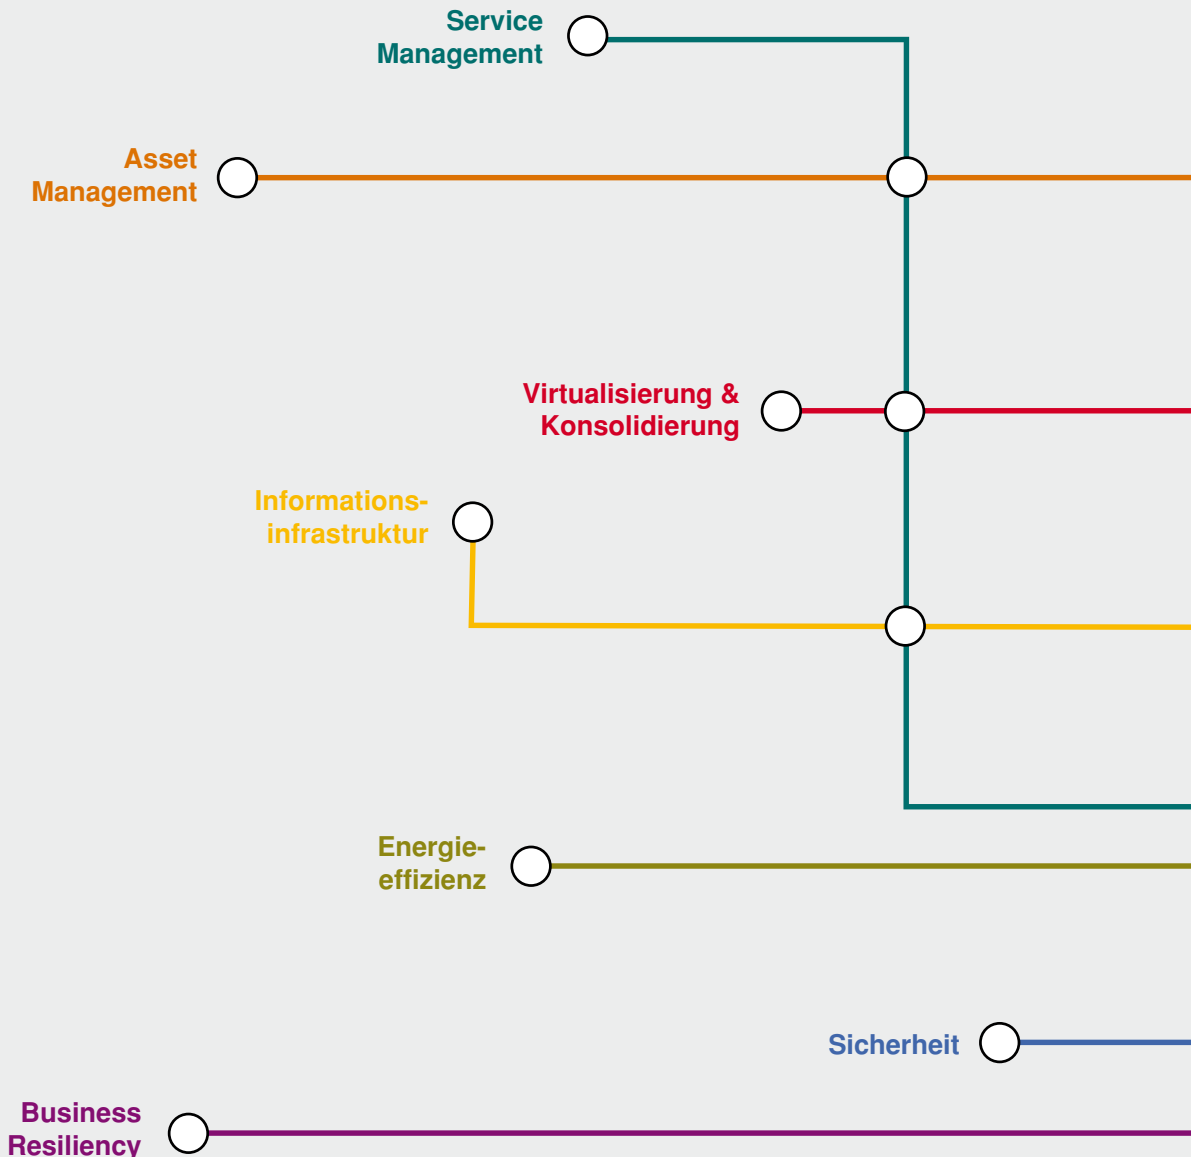 Service
Management
Asset
Management
Virtualisierung &
Konsolidierung
Informations-
infrastruktur
Energie-
effizienz
Sicherheit
Business
Resiliency